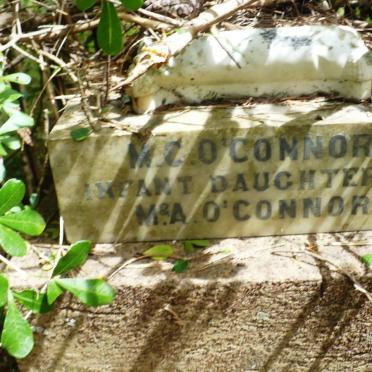 M.C. O'CONNOR
INFANT DAUGHTER
McA. O'CONNOR